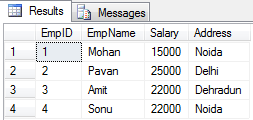 Results Messages
EmpID EmpName Salary Address
1 1 Mohan 15000 Noida
2 2 Pavan 25000 Delhi
3 3 Amit 22000 Dehradun
4 4 Sonu 22000 Noida